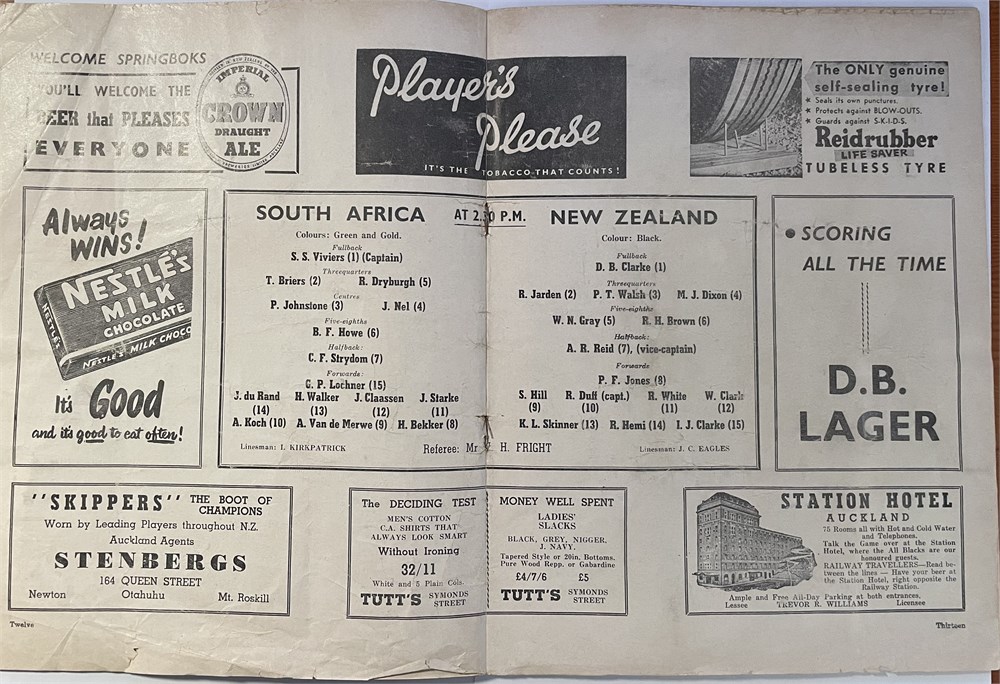 WELCOME SPRINGBOKS
YOU'LL WELCOME THE
BEER that PLEASES
EVERYONE
IMPERIAL
CROWN
DRAUGHT
ALE
Player's
Please
IT'S THE TOBACCO THAT COUNTS!
The ONLY genuine
self-sealing tyre!
* Seals its own punctures.
* Protects against BLOW-OUTS.
* Guards against S-K-I-D-S.
Reidrubber
LIFE SAVER
TUBELESS TYRE
Always
WINS!
NESTLÉ'S
MILK
CHOCOLATE
NESTLÉ'S MILK CHOCO
It's Good
and it's good to eat often!
SOUTH AFRICA
Colours: Green and Gold.
Fullback
S. S. Viviers (1) (Captain)
Threequarters
T. Briers (2) R. Dryburgh (5)
Centres
P. Johnstone (3) J. Nel (4)
Five-eighths
B. F. Howe (6)
Halfback:
C. F. Strydom (7)
Forwards:
G. P. Lochner (15)
J. du Rand H. Walker J. Claassen J. Starke
(14) (13) (12) (11)
A. Koch (10) A. Van de Merwe (9) H. Bekker (8)
Linesman: I. KIRKPATRICK
AT 2.30 P.M.
NEW ZEALAND
Colour: Black.
Fullback
D. B. Clarke (1)
Threequarters
R. Jarden (2) P. T. Walsh (3) M. J. Dixon (4)
Five-eighths
W. N. Gray (5) R. H. Brown (6)
Halfback:
A. R. Reid (7), (vice-captain)
Forwards
P. F. Jones (8)
S. Hill R. Duff (capt.) R. White W. Clark
(9) (10) (11) (12)
K. L. Skinner (13) R. Hemi (14) I. J. Clarke (15)
Referee: Mr H. FRIGHT
Linesman: J. C. EAGLES
• SCORING
ALL THE TIME
D.B.
LAGER
"SKIPPERS" THE BOOT OF
CHAMPIONS
Worn by Leading Players throughout N.Z.
Auckland Agents
STENBERGS
164 QUEEN STREET
Newton Otahuhu Mt. Roskill
The DECIDING TEST
MEN'S COTTON
C.A. SHIRTS THAT
ALWAYS LOOK SMART
Without Ironing
32/11
White and 5 Plain Cols.
TUTT'S SYMONDS
STREET
MONEY WELL SPENT
LADIES'
SLACKS
BLACK, GREY, NIGGER,
J. NAVY,
Tapered Style or 20in. Bottoms.
Pure Wood Repp. or Gabardine
£4/7/6 £5
TUTT'S SYMONDS
STREET
STATION HOTEL
AUCKLAND
75 Rooms all with Hot and Cold Water
and Telephones.
Talk the Game over at the Station
Hotel, where the All Blacks are our
honoured guests.
RAILWAY TRAVELLERS—Read be-
tween the lines — Have your beer at
the Station Hotel, right opposite the
Railway Station.
Ample and Free All-Day Parking at both entrances.
Lessee TREVOR R. WILLIAMS Licensee
Twelve
Thirteen